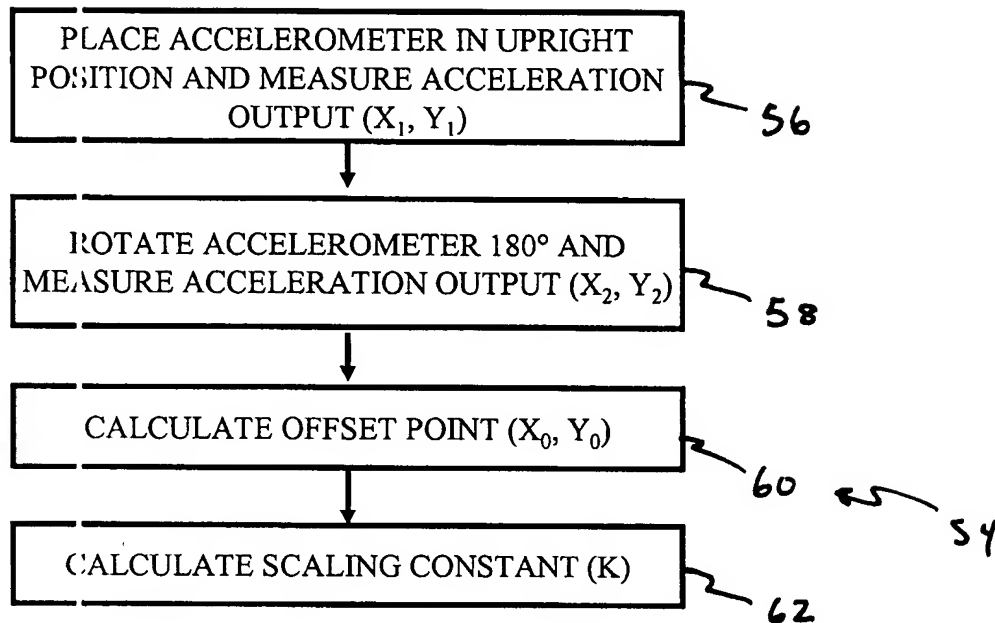 PLACE ACCELEROMETER IN UPRIGHT
POSITION AND MEASURE ACCELERATION
OUTPUT (X₁, Y₁)
56
ROTATE ACCELEROMETER 180° AND
MEASURE ACCELERATION OUTPUT (X₂, Y₂)
58
CALCULATE OFFSET POINT (X₀, Y₀)
60
54
CALCULATE SCALING CONSTANT (K)
62